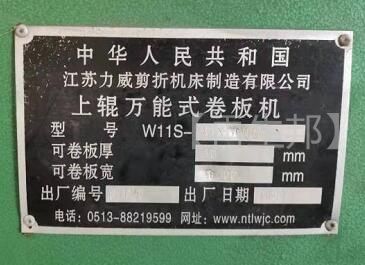 中华人民共和国
江苏力威剪折机床制造有限公司
上辊万能式卷板机
型 号 W11S-
可卷板厚 mm
可卷板宽 mm
出厂编号 出厂日期
电话：0513-88219599 网址：www.ntlwjc.com